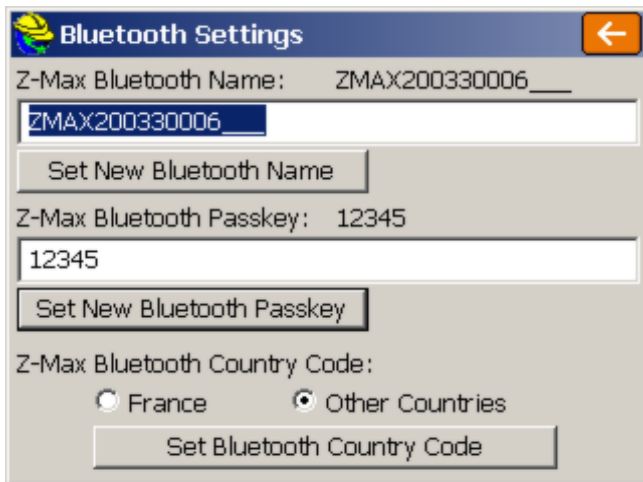 Bluetooth Settings
Z-Max Bluetooth Name: ZMAX200330006___
ZMAX200330006___
Set New Bluetooth Name
Z-Max Bluetooth Passkey: 12345
12345
Set New Bluetooth Passkey
Z-Max Bluetooth Country Code:
France Other Countries
Set Bluetooth Country Code